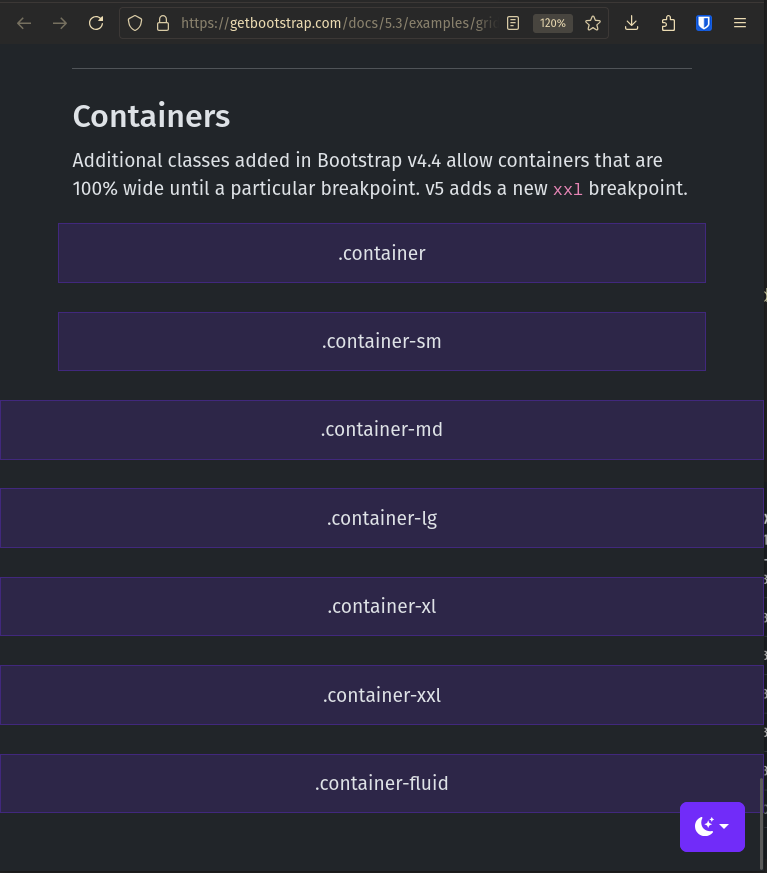 https://getbootstrap.com/docs/5.3/examples/gri
120%
Containers
Additional classes added in Bootstrap v4.4 allow containers that are
100% wide until a particular breakpoint. v5 adds a new xxl breakpoint.
.container
.container-sm
.container-md
.container-lg
.container-xl
.container-xxl
.container-fluid